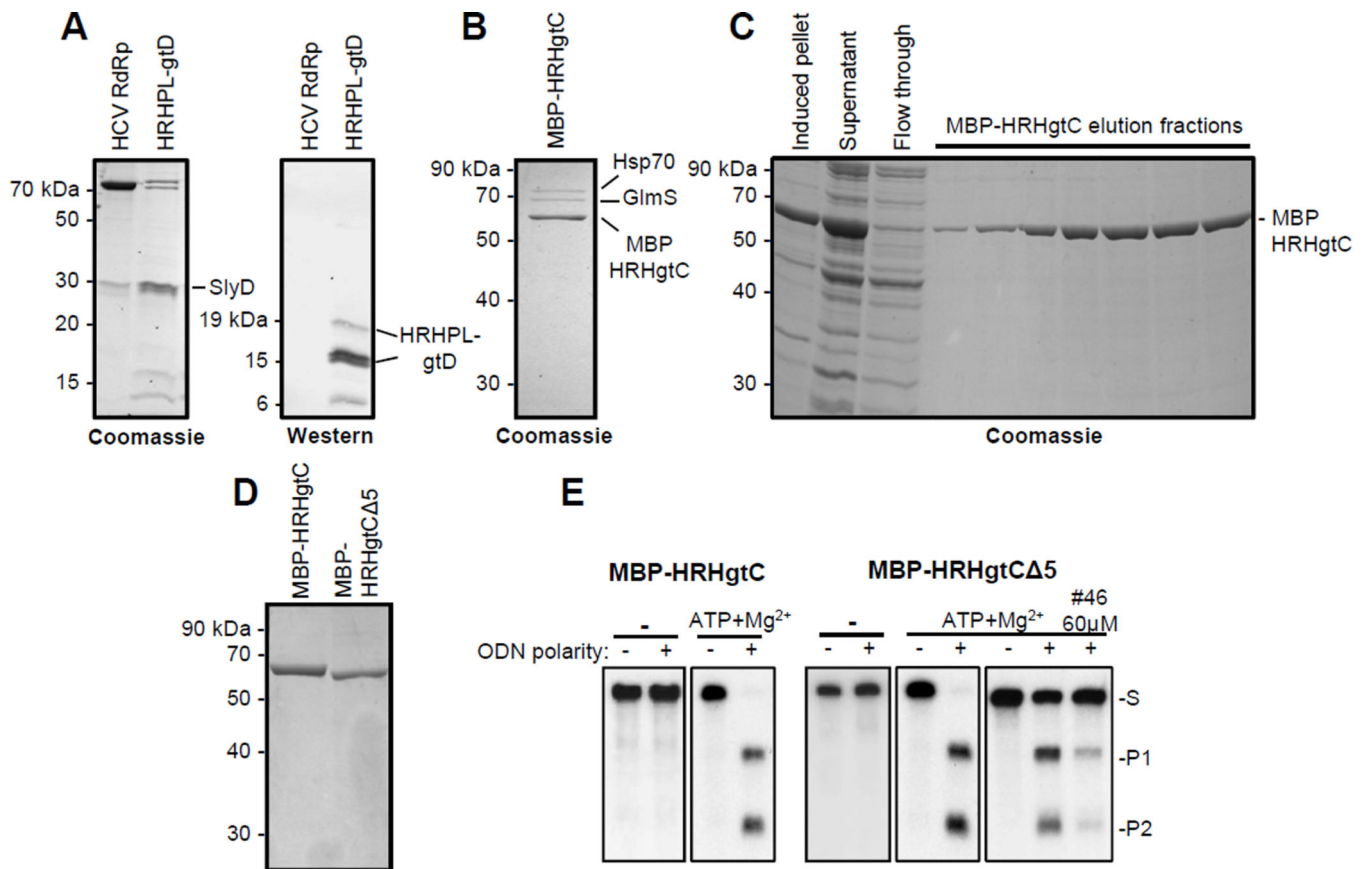 A
HCV RdRp
HRHPL-gtD
70 kDa -
50 -
30 -
20 -
15 -
SlyD
Coomassie
HCV RdRp
HRHPL-gtD
19 kDa -
15 -
6 -
HRHPL-
gtD
Western
B
MBP-HRHgtC
90 kDa -
70 -
50 -
40 -
30 -
Hsp70
GlmS
MBP
HRHgtC
Coomassie
C
Induced pellet
Supernatant
Flow through
MBP-HRHgtC elution fractions
90 kDa -
70 -
50 -
40 -
30 -
- MBP
HRHgtC
Coomassie
D
MBP-HRHgtC
MBP-
HRHgtCΔ5
90 kDa -
70 -
50 -
40 -
30 -
E
MBP-HRHgtC
MBP-HRHgtCΔ5
- ATP+Mg²⁺ - ATP+Mg²⁺ #46
60µM
ODN polarity: - + - + - + - + - + +
-S
-P1
-P2